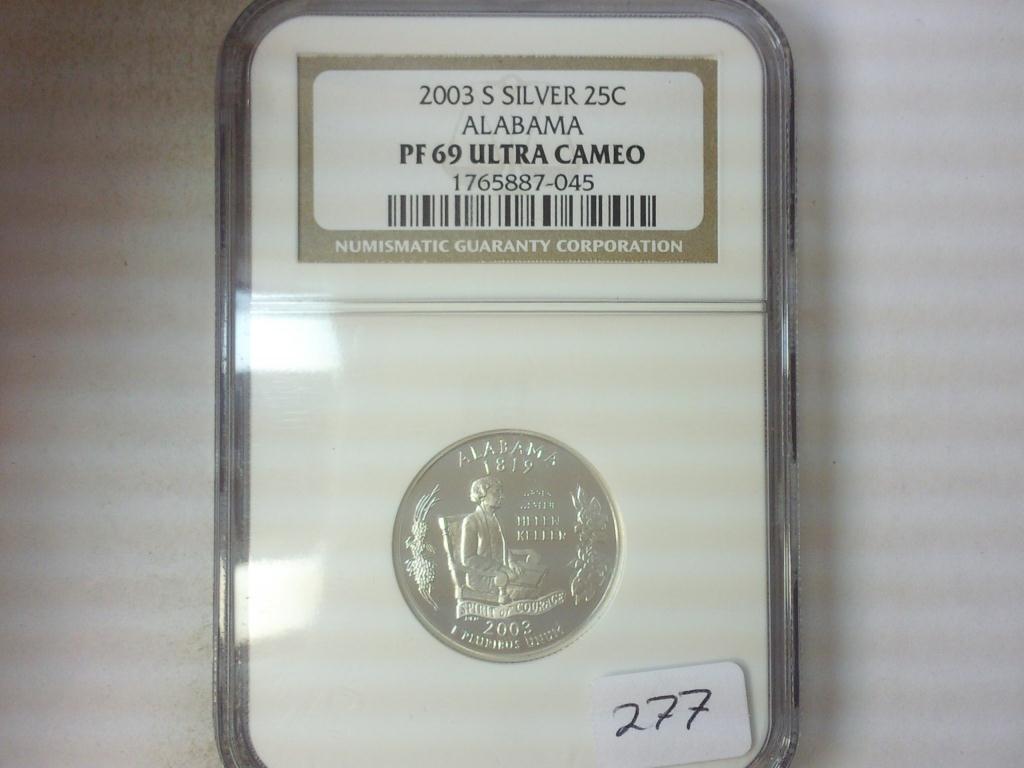 2003 S SILVER 25C
ALABAMA
PF 69 ULTRA CAMEO
1765887-045
NUMISMATIC GUARANTY CORPORATION
ALABAMA
1819
HELEN
KELLER
SPIRIT of COURAGE
2003
E PLURIBUS UNUM
277